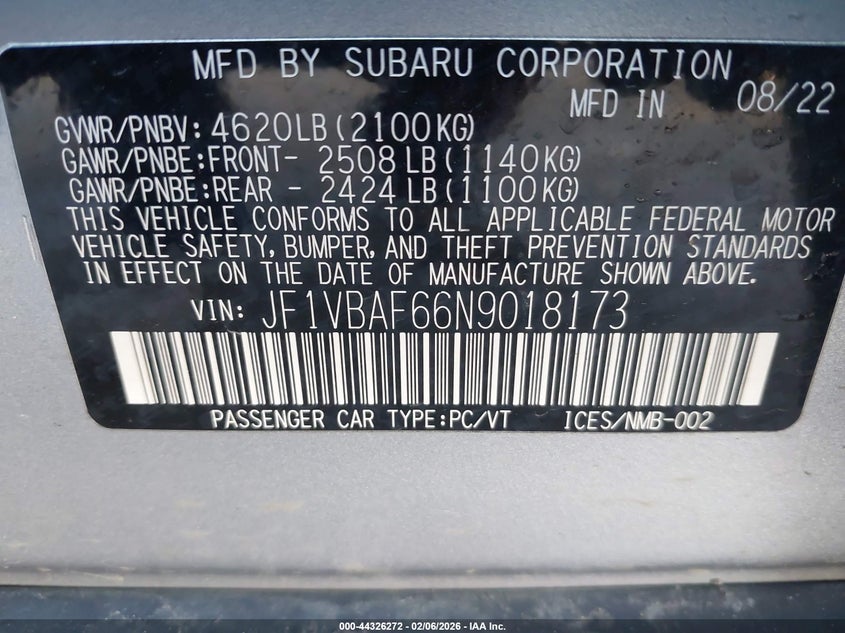 MFD BY SUBARU CORPORATION
MFD IN 08/22
GVWR/PNBV: 4620LB(2100KG)
GAWR/PNBE:FRONT- 2508 LB(1140KG)
GAWR/PNBE:REAR - 2424 LB(1100KG)
THIS VEHICLE CONFORMS TO ALL APPLICABLE FEDERAL MOTOR
VEHICLE SAFETY, BUMPER, AND THEFT PREVENTION STANDARDS
IN EFFECT ON THE DATE OF MANUFACTURE SHOWN ABOVE.
VIN: JF1VBAF66N9018173
PASSENGER CAR TYPE:PC/VT ICES/NMB-002
000-44326272 - 02/06/2026 - IAA Inc.